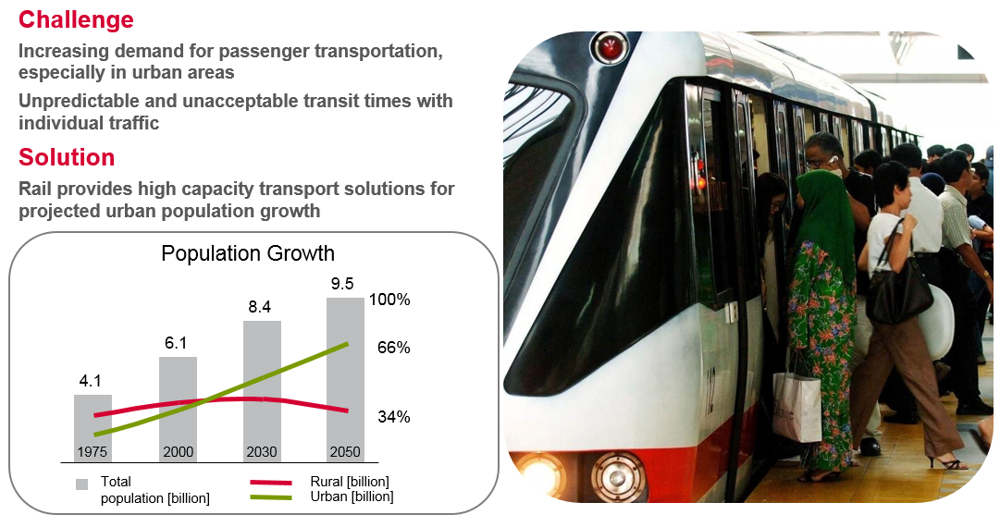 Challenge
Increasing demand for passenger transportation,
especially in urban areas
Unpredictable and unacceptable transit times with
individual traffic
Solution
Rail provides high capacity transport solutions for
projected urban population growth
Population Growth
9.5
100%
8.4
6.1
66%
4.1
34%
1975
2000
2030
2050
Total
population [billion]
Rural [billion]
Urban [billion]